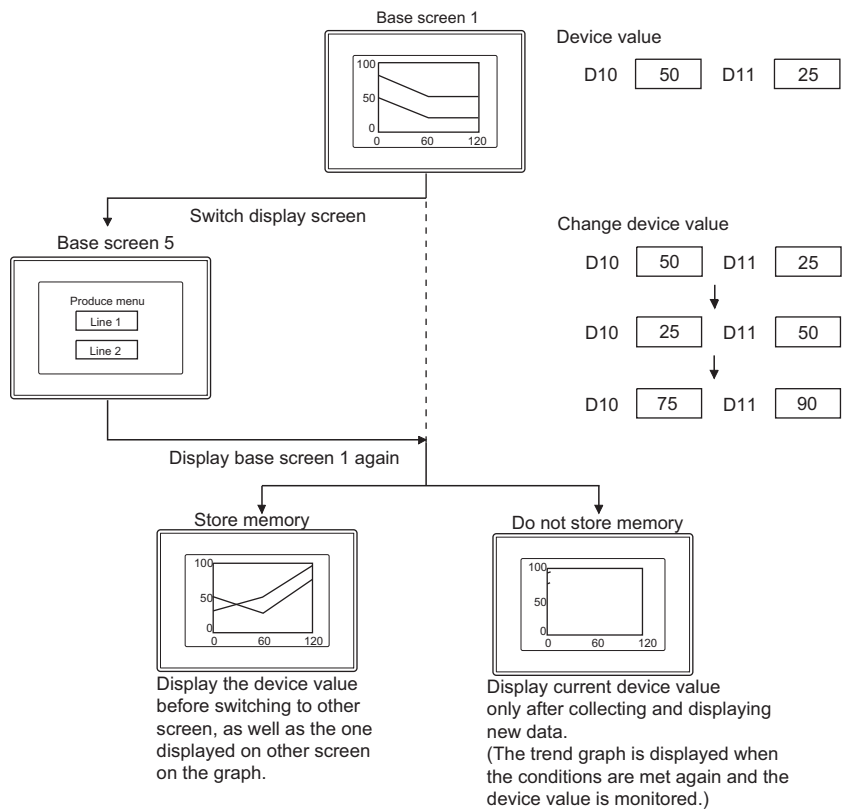 Base screen 1
100
50
0
0 60 120
Device value
D10 50 D11 25
Switch display screen
Base screen 5
Produce menu
Line 1
Line 2
Change device value
D10 50 D11 25
D10 25 D11 50
D10 75 D11 90
Display base screen 1 again
Store memory
100
50
0
0 60 120
Display the device value
before switching to other
screen, as well as the one
displayed on other screen
on the graph.
Do not store memory
100
50
0
0 60 120
Display current device value
only after collecting and displaying
new data.
(The trend graph is displayed when
the conditions are met again and the
device value is monitored.)